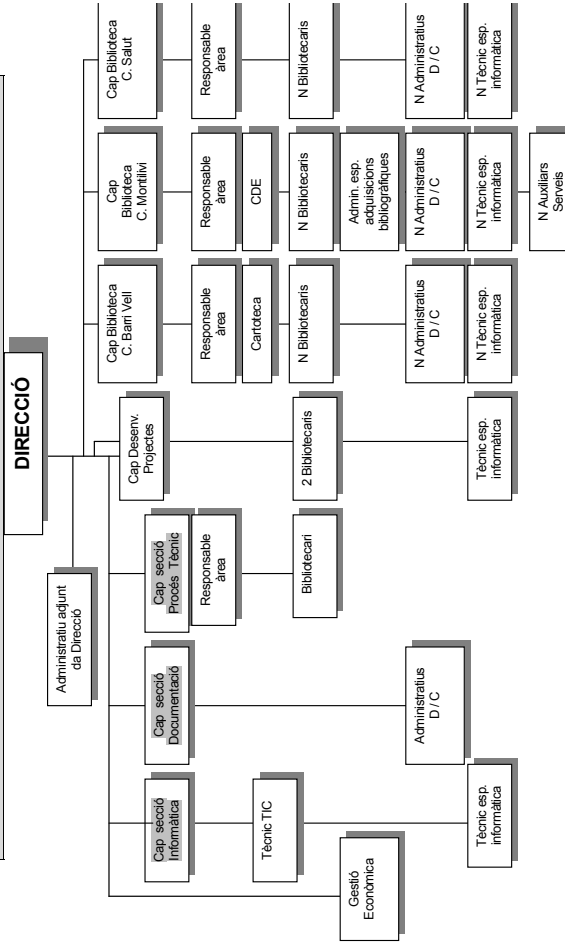 DIRECCIÓ
Administratiu adjunt
da Direcció
Gestió
Econòmica
Cap secció
Informàtica
Tècnic TIC
Tècnic esp.
informàtica
Cap secció
Documentació
Administratius
D / C
Cap secció
Procés Tècnic
Responsable
àrea
Bibliotecari
Cap Desenv.
Projectes
2 Bibliotecaris
Tècnic esp.
informàtica
Cap Biblioteca
C. Barri Vell
Responsable
àrea
Cartoteca
N Bibliotecaris
N Administratius
D / C
N Tècnic esp.
informàtica
Cap
Biblioteca
C. Montilivi
Responsable
àrea
CDE
N Bibliotecaris
Admin. esp.
adquisicions
bibliogràfiques
N Administratius
D / C
N Tècnic esp.
informàtica
N Auxiliars
Serveis
Cap Biblioteca
C. Salut
Responsable
àrea
N Bibliotecaris
N Administratius
D / C
N Tècnic esp.
informàtica